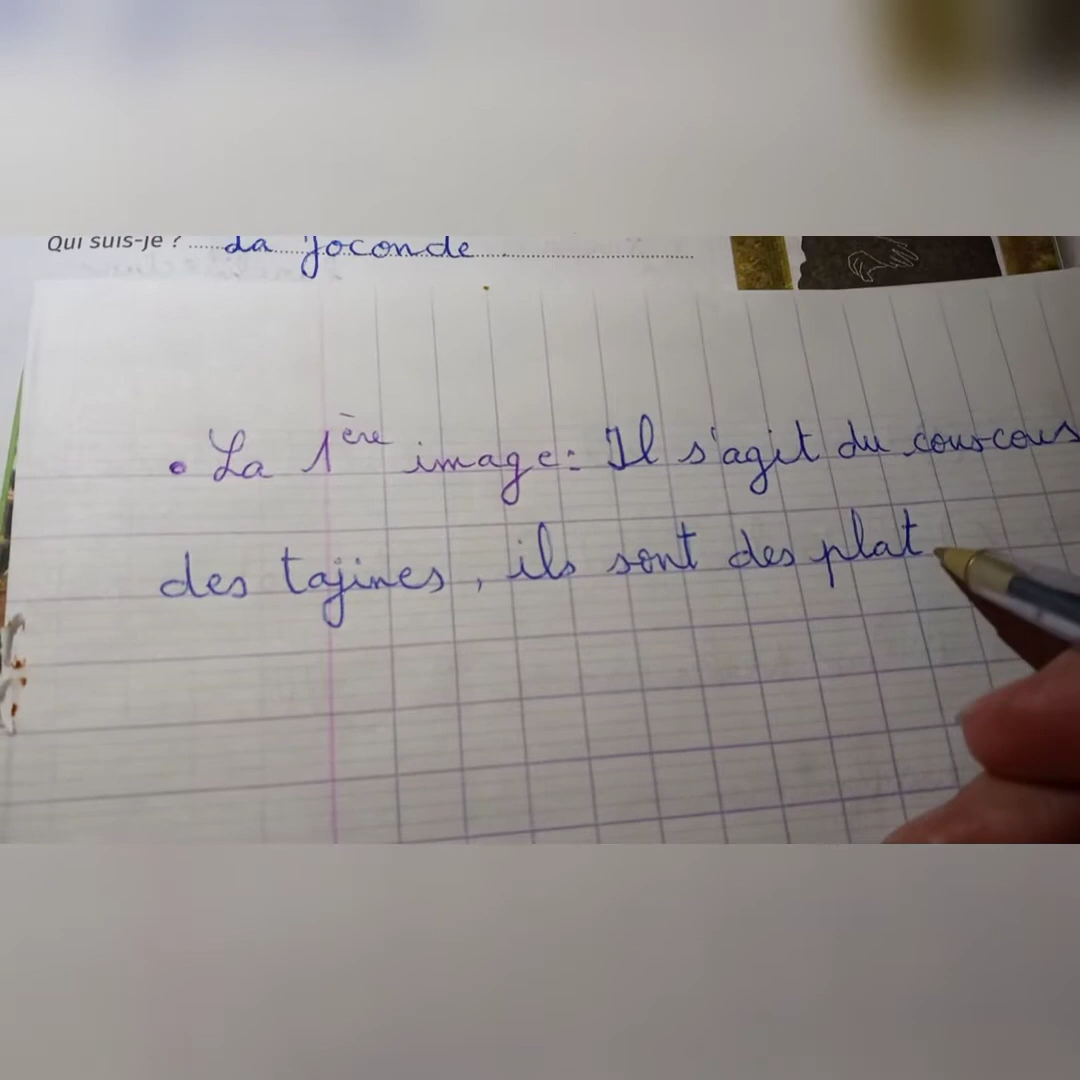 Qui suis-je ? La Joconde
• La 1ère image : Il s'agit du couscous
des tajines, ils sont des plat